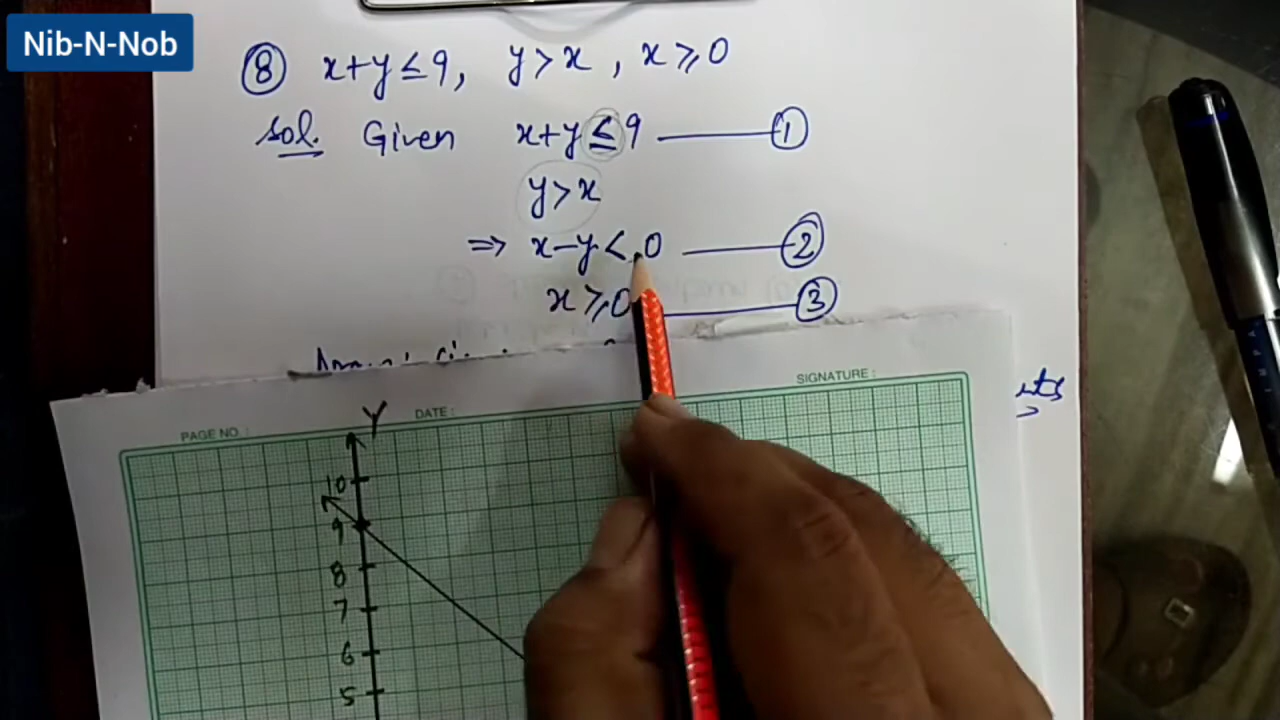 Nib-N-Nob
⑧ x+y≤9, y>x, x⩾0
Sol. Given x+y≤9 ——— ①
y>x
⇒ x-y<0 ——— ②
x⩾0 ——— ③
PAGE NO.: DATE: SIGNATURE:
Y
10
9
8
7
6
5